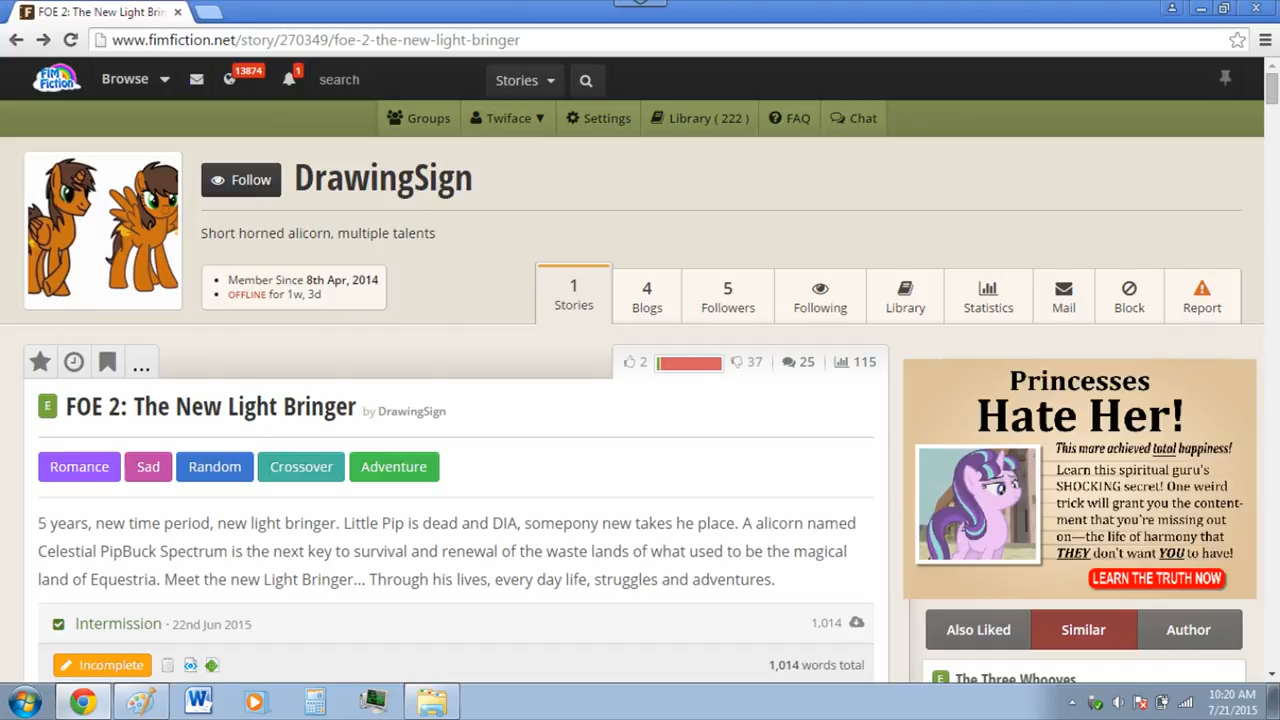 FOE 2: The New Light Brin
www.fimfiction.net/story/270349/foe-2-the-new-light-bringer
FiM Fiction
Browse
13874
1
search
Stories
Groups
Twiface
Settings
Library ( 222 )
FAQ
Chat
Follow
DrawingSign
Short horned alicorn, multiple talents
Member Since 8th Apr, 2014
OFFLINE for 1w, 3d
1 Stories
4 Blogs
5 Followers
Following
Library
Statistics
Mail
Block
Report
...
2
37
25
115
E FOE 2: The New Light Bringer by DrawingSign
Romance Sad Random Crossover Adventure
5 years, new time period, new light bringer. Little Pip is dead and DIA, somepony new takes he place. A alicorn named
Celestial PipBuck Spectrum is the next key to survival and renewal of the waste lands of what used to be the magical
land of Equestria. Meet the new Light Bringer... Through his lives, every day life, struggles and adventures.
Intermission · 22nd Jun 2015
1,014
Incomplete
1,014 words total
Princesses
Hate Her!
This mare achieved total happiness!
Learn this spiritual guru's
SHOCKING secret! One weird
trick will grant you the content-
ment that you're missing out
on—the life of harmony that
THEY don't want YOU to have!
LEARN THE TRUTH NOW
Also Liked
Similar
Author
E The Three Whooves
10:20 AM
7/21/2015